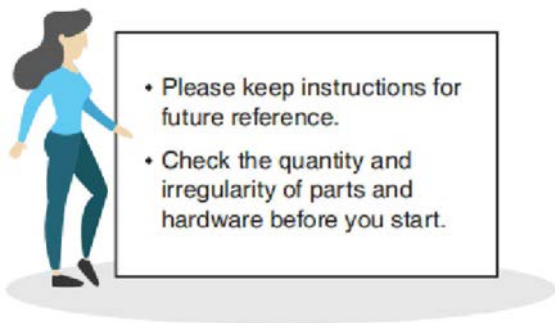 • Please keep instructions for
future reference.
• Check the quantity and
irregularity of parts and
hardware before you start.